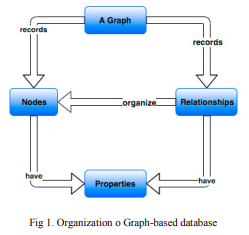 A Graph
records
records
Nodes
organize
Relationships
have
have
Properties
Fig 1. Organization o Graph-based database